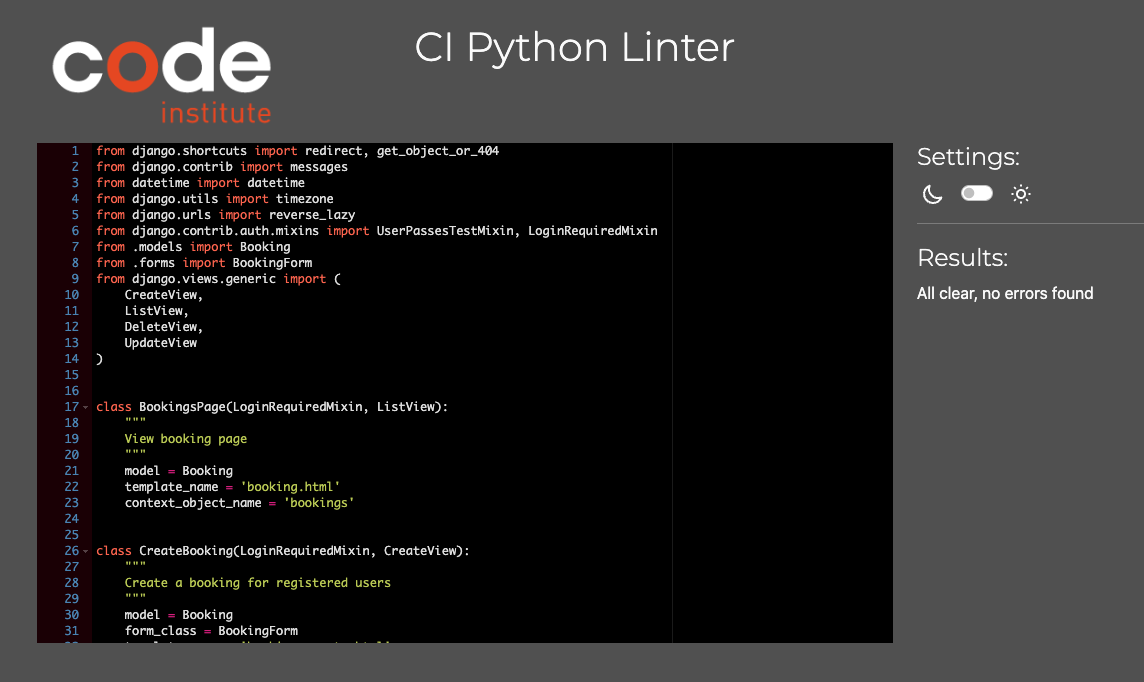 code
institute
CI Python Linter
1 from django.shortcuts import redirect, get_object_or_404
2 from django.contrib import messages
3 from datetime import datetime
4 from django.utils import timezone
5 from django.urls import reverse_lazy
6 from django.contrib.auth.mixins import UserPassesTestMixin, LoginRequiredMixin
7 from .models import Booking
8 from .forms import BookingForm
9 from django.views.generic import (
10     CreateView,
11     ListView,
12     DeleteView,
13     UpdateView
14 )
15
16
17 class BookingsPage(LoginRequiredMixin, ListView):
18     """
19     View booking page
20     """
21     model = Booking
22     template_name = 'booking.html'
23     context_object_name = 'bookings'
24
25
26 class CreateBooking(LoginRequiredMixin, CreateView):
27     """
28     Create a booking for registered users
29     """
30     model = Booking
31     form_class = BookingForm
Settings:
Results:
All clear, no errors found